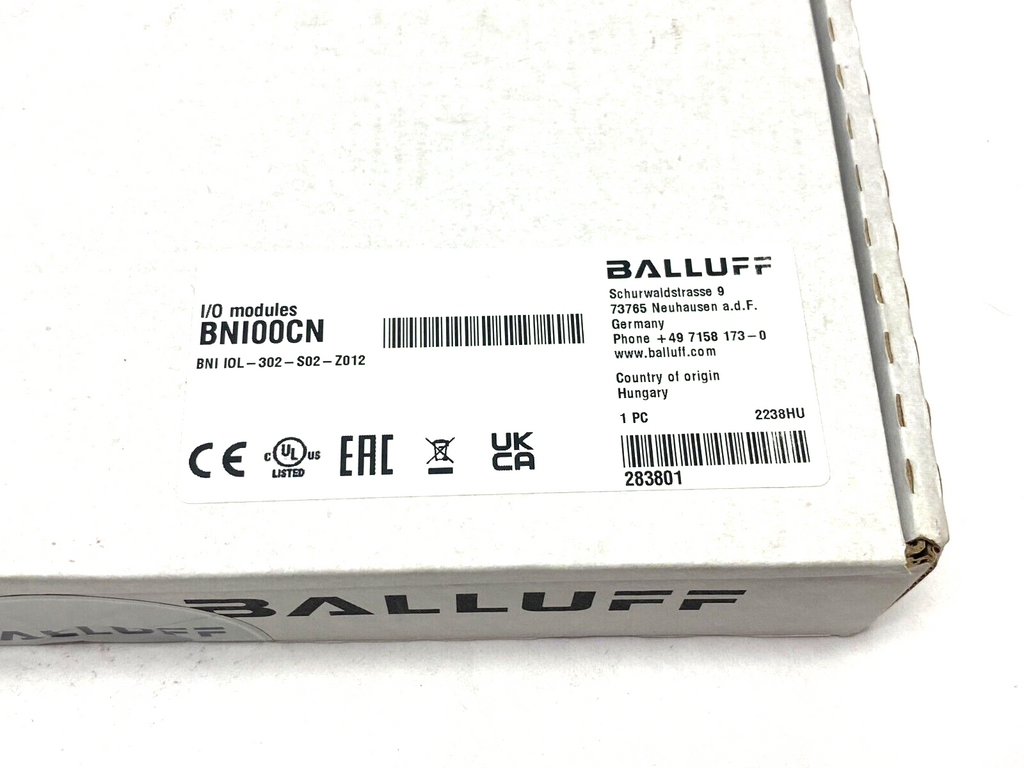 I/O modules
BNI00CN
BNI IOL-302-S02-Z012
CE
C UL US
LISTED
EAC
UK
CA
BALLUFF
Schurwaldstrasse 9
73765 Neuhausen a.d.F.
Germany
Phone +49 7158 173-0
www.balluff.com
Country of origin
Hungary
1 PC 2238HU
283801
BALLUFF
BALLUFF